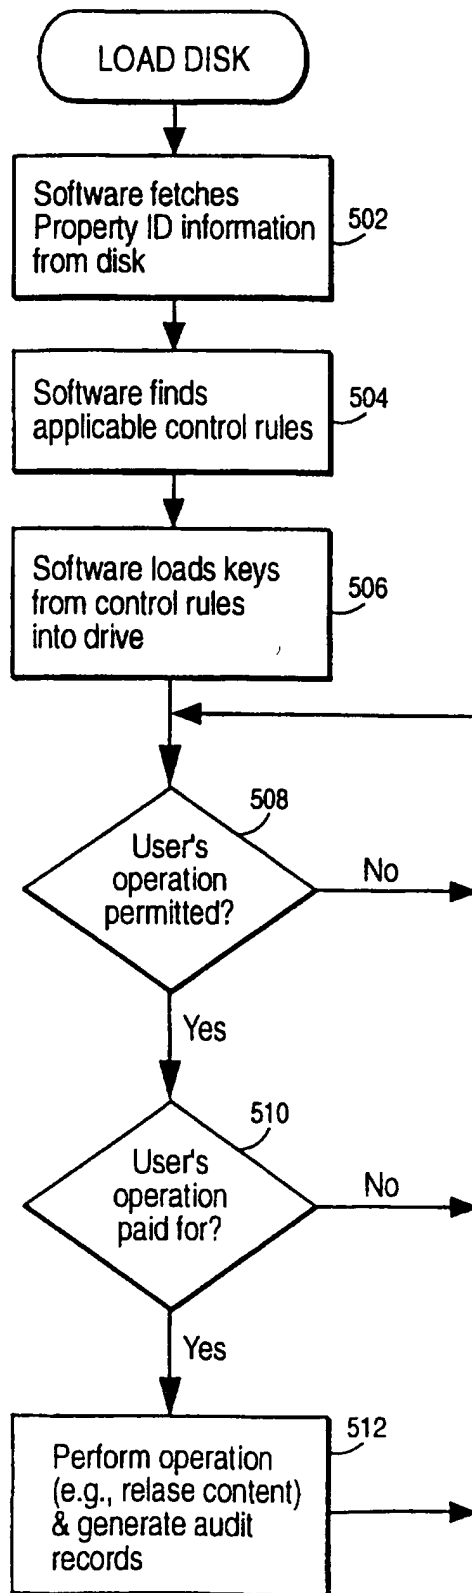 LOAD DISK
Software fetches
Property ID information
from disk
502
Software finds
applicable control rules
504
Software loads keys
from control rules
into drive
506
508
User's
operation
permitted?
No
Yes
510
User's
operation
paid for?
No
Yes
512
Perform operation
(e.g., relase content)
& generate audit
records